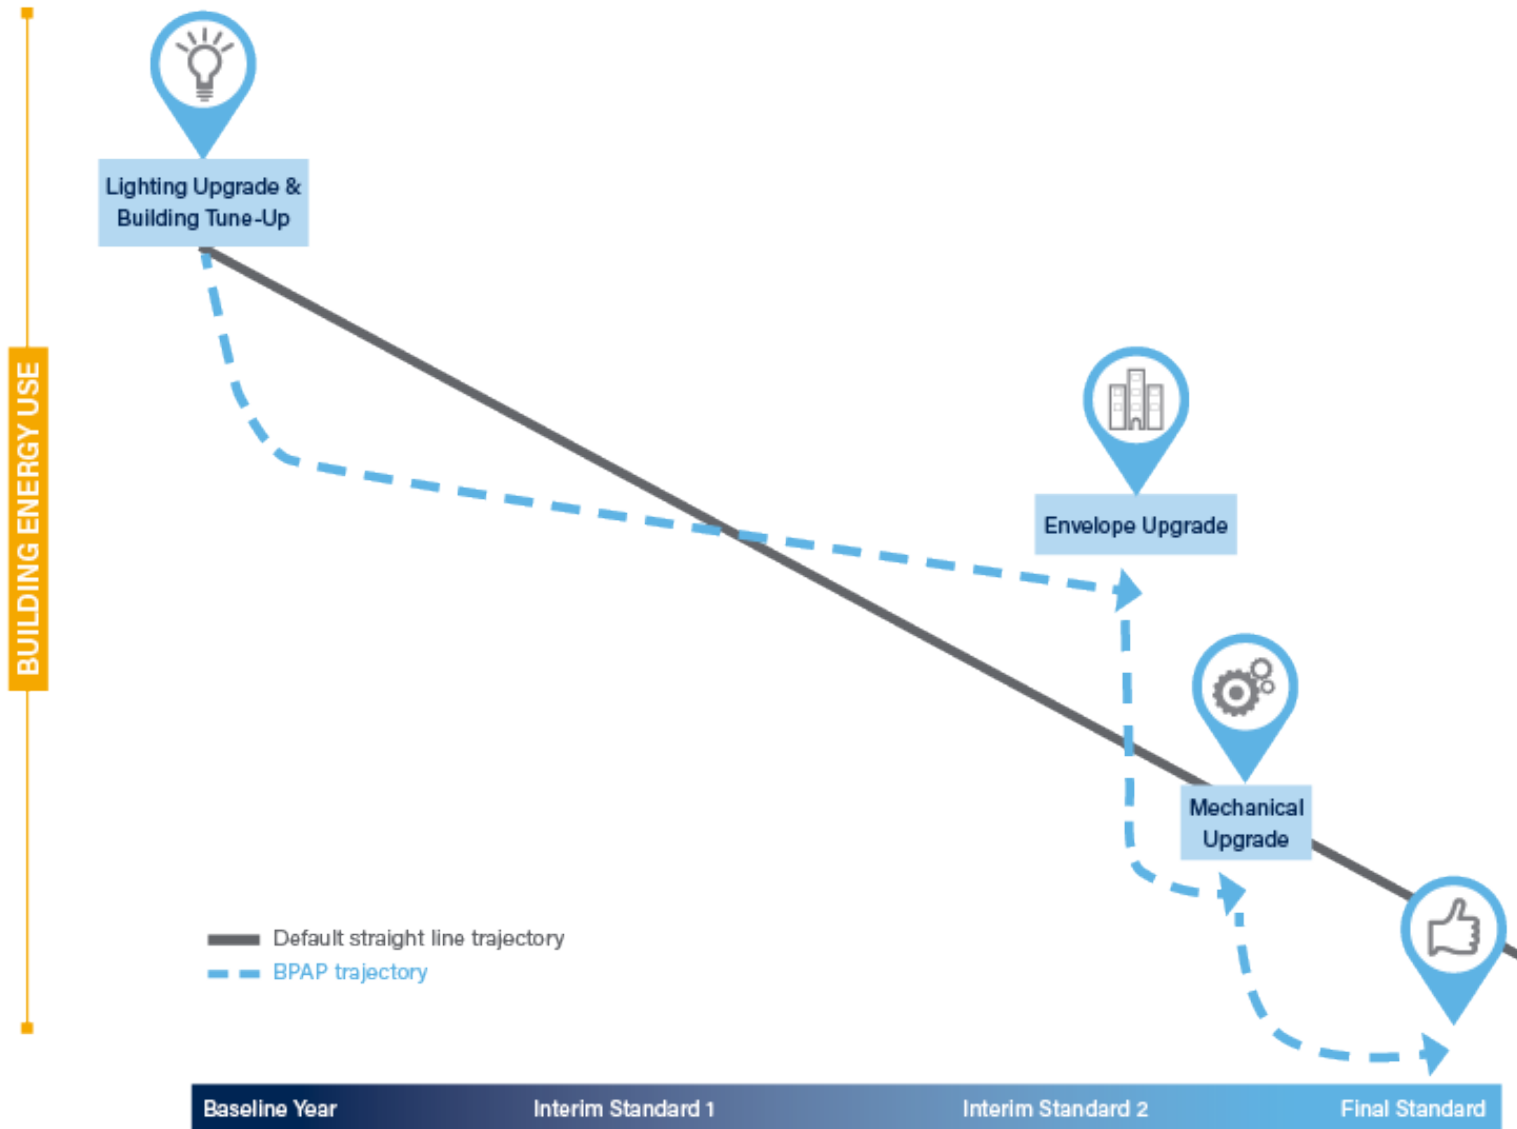 Lighting Upgrade &
Building Tune-Up
BUILDING ENERGY USE
Envelope Upgrade
Mechanical
Upgrade
Default straight line trajectory
BPAP trajectory
Baseline Year
Interim Standard 1
Interim Standard 2
Final Standard